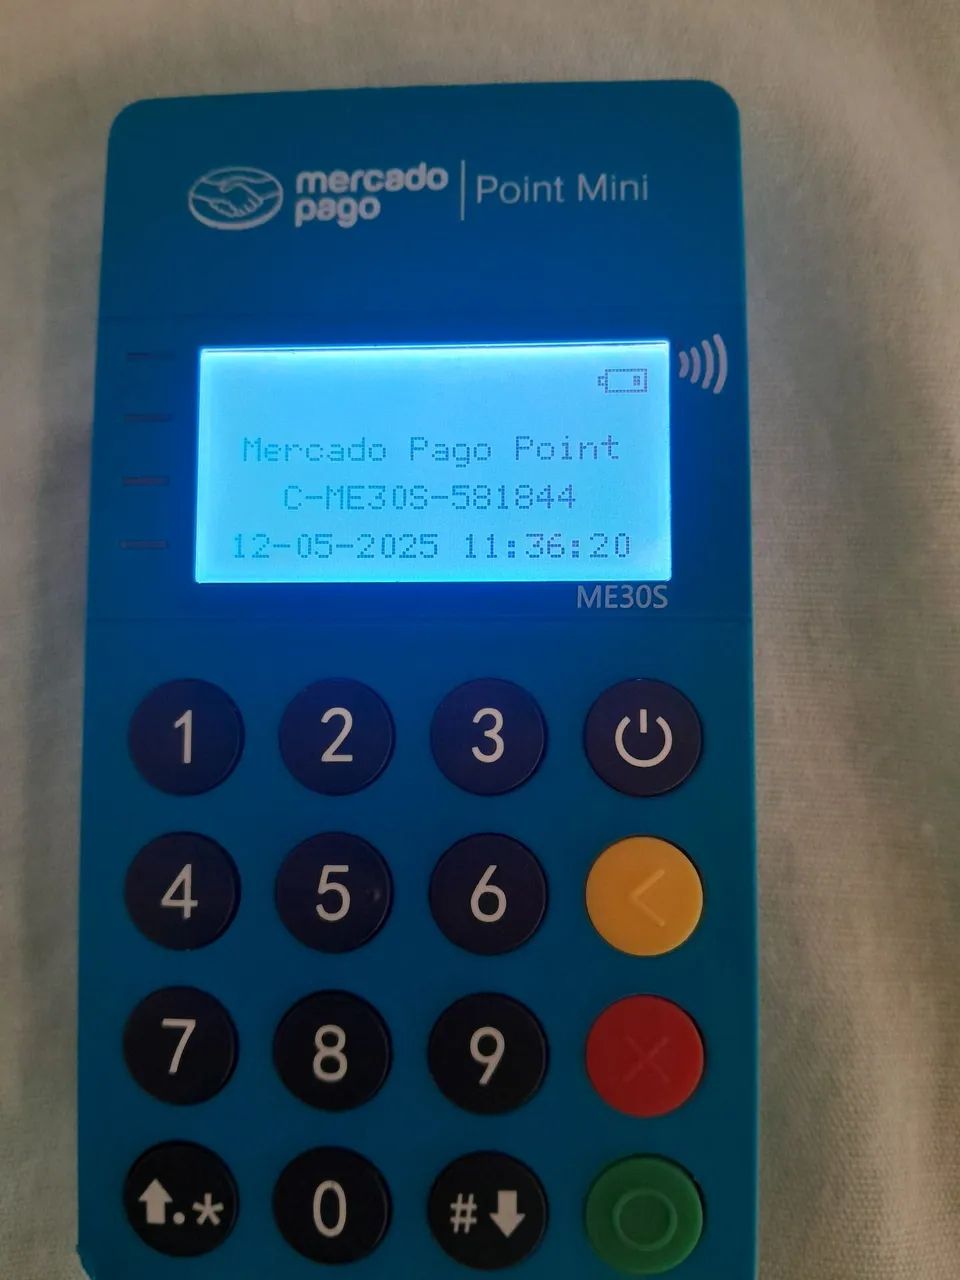 mercado pago | Point Mini
Mercado Pago Point
C-ME30S-581844
12-05-2025 11:36:20
ME30S
1 2 3
4 5 6
7 8 9
.* 0 #